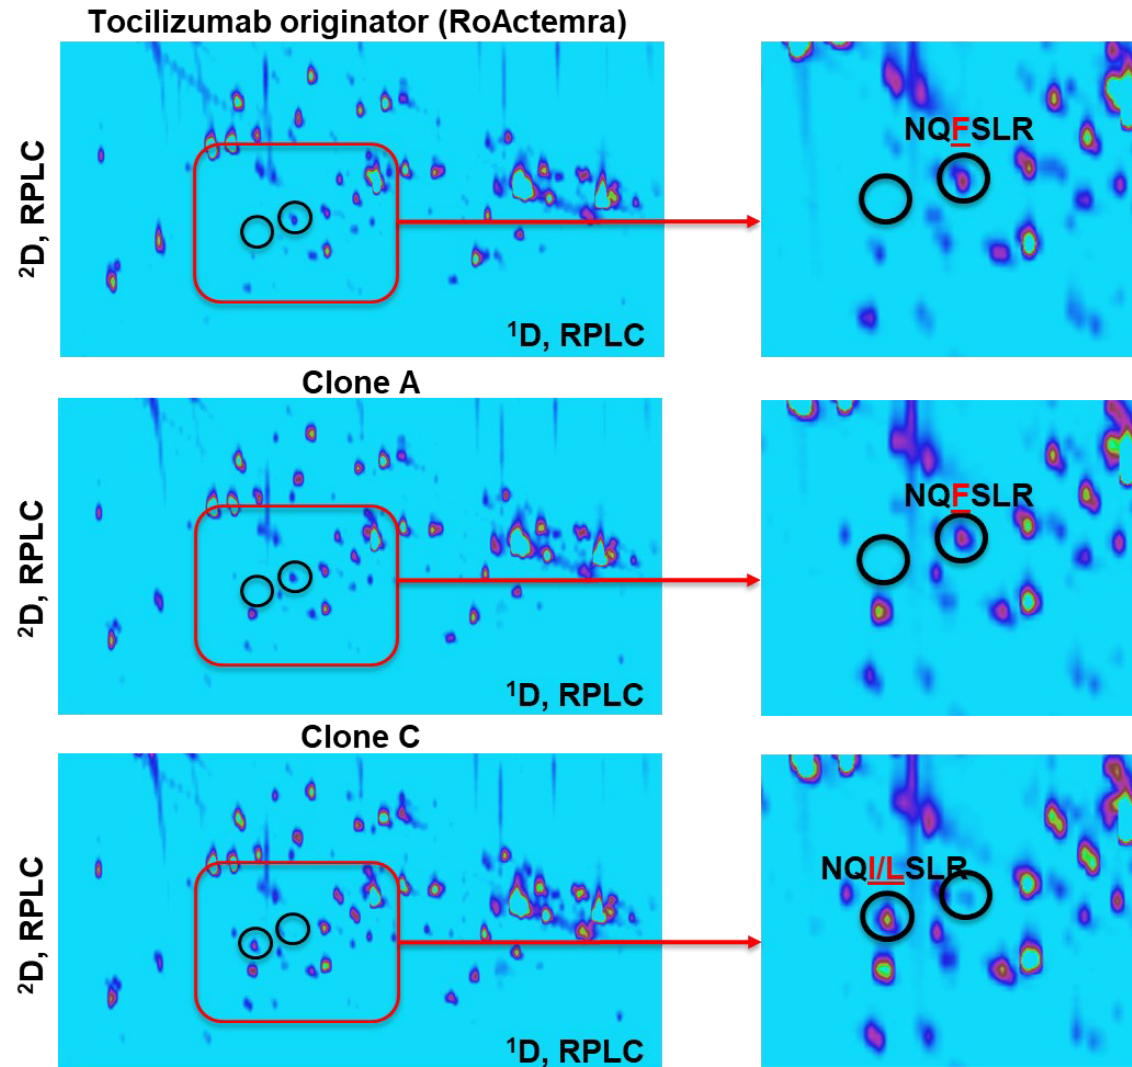 Tocilizumab originator (RoActemra)
²D, RPLC
¹D, RPLC
NQFSLR
Clone A
²D, RPLC
¹D, RPLC
NQFSLR
Clone C
²D, RPLC
¹D, RPLC
NQI/LSLR